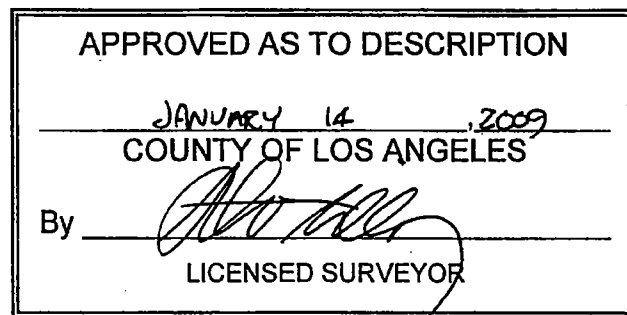 APPROVED AS TO DESCRIPTION
JANUARY 14 , 2009
COUNTY OF LOS ANGELES
By
LICENSED SURVEYOR